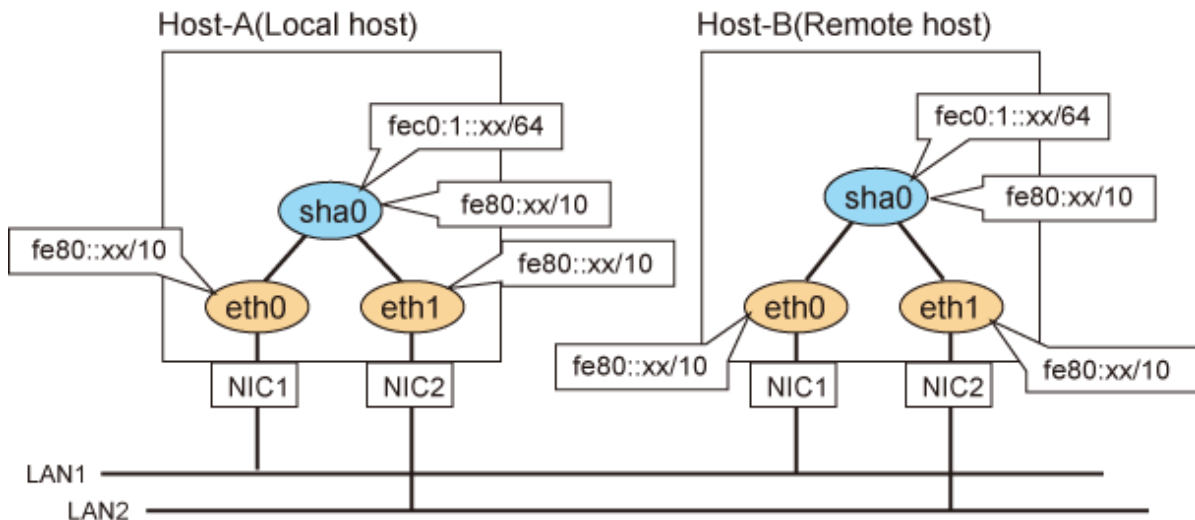 Host-A(Local host)
Host-B(Remote host)
fec0:1::xx/64
fec0:1::xx/64
sha0
fe80:xx/10
sha0
fe80:xx/10
fe80::xx/10
fe80::xx/10
eth0
eth1
eth0
eth1
fe80::xx/10
fe80:xx/10
NIC1
NIC2
NIC1
NIC2
LAN1
LAN2